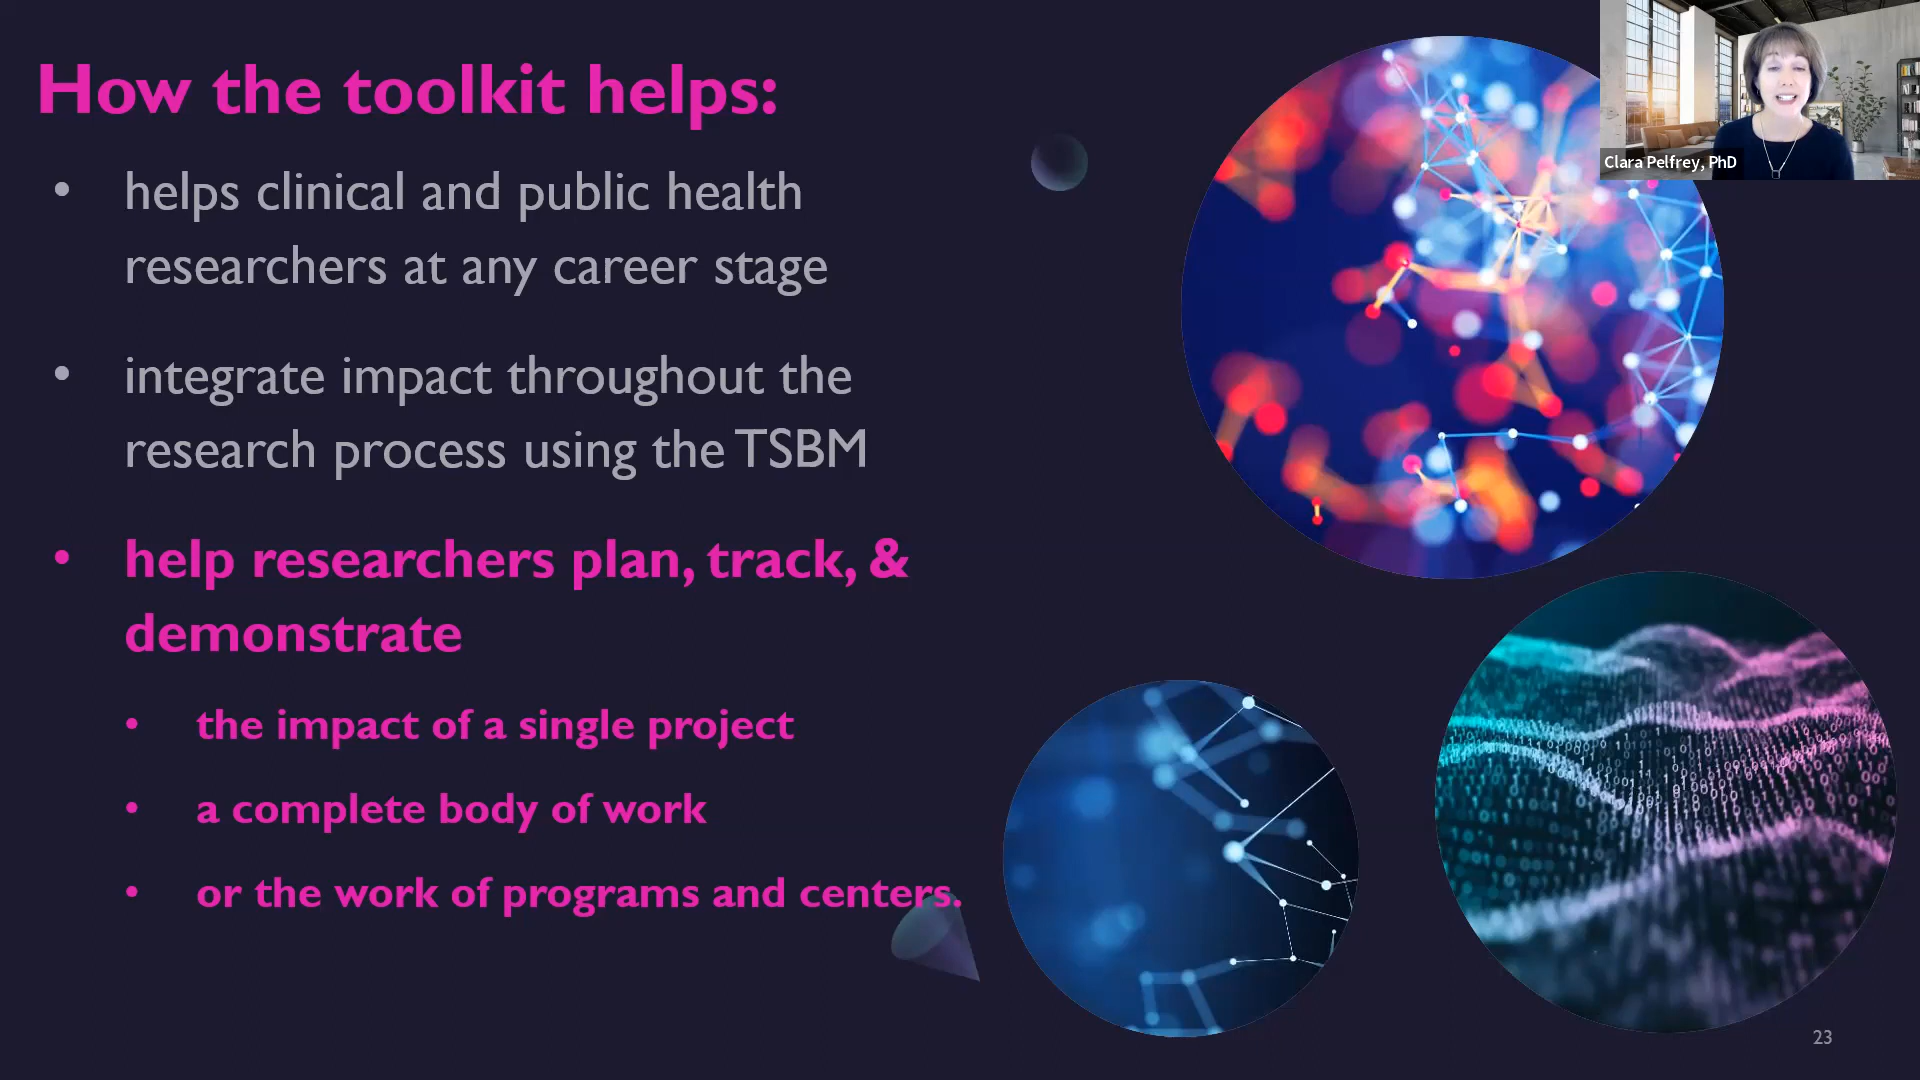 How the toolkit helps:
• helps clinical and public health
researchers at any career stage
• integrate impact throughout the
research process using the TSBM
• help researchers plan, track, &
demonstrate
• the impact of a single project
• a complete body of work
• or the work of programs and centers.
Clara Pelfrey, PhD
23